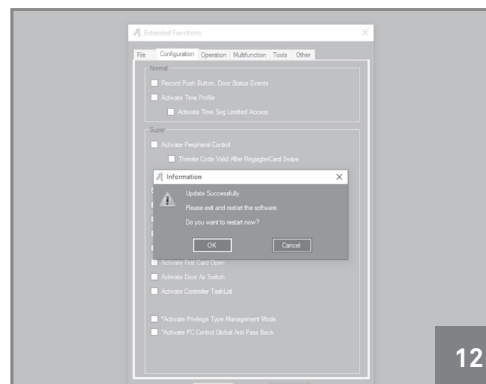 Extended Functions
File Configuration Operation Multifunction Tools Other
Normal
Record Push Button, Door Status Events
Activate Time Profile
Activate Time Seg Limited Access
Super
Activate Peripheral Control
Threate Code Valid After RegagterCard Swipe
Information
Update Successfully.
Please exit and restart the software.
Do you want to restart now?
OK Cancel
Activate First Card Open
Activate Door As Switch
Activate Controller TaskList
*Activate Privilege Type Management Mode
*Activate PC Control Global Anti Pass Back
12